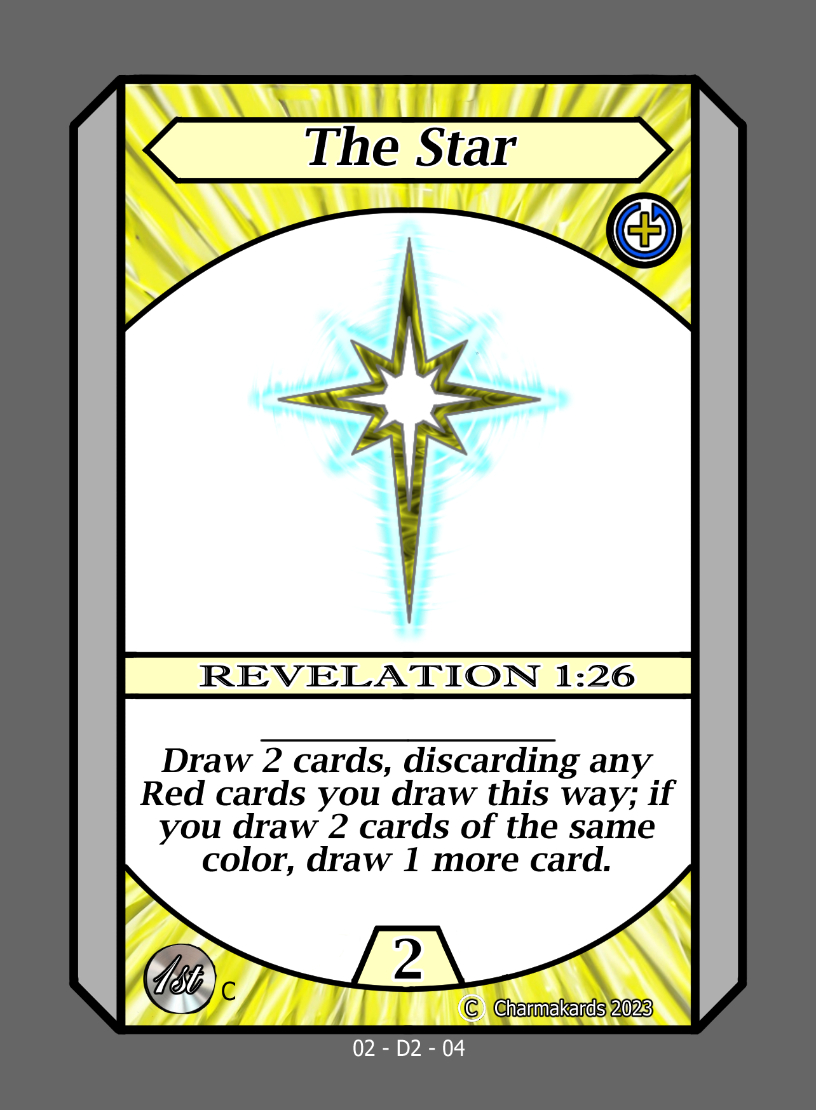 The Star
REVELATION 1:26
Draw 2 cards, discarding any
Red cards you draw this way; if
you draw 2 cards of the same
color, draw 1 more card.
2
1st C
© Charmakards 2023
02 - D2 - 04